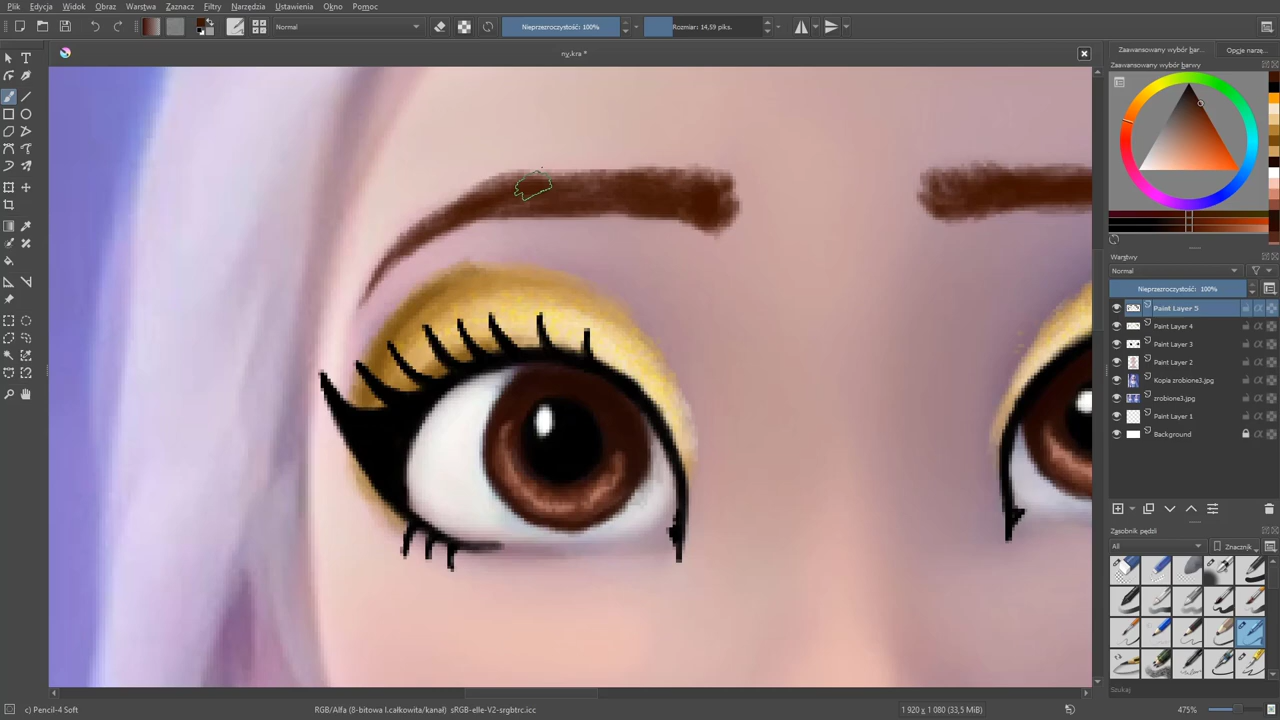 Plik Edycja Widok Obraz Warstwa Zaznacz Filtry Narzędzia Ustawienia Okno Pomoc
Normal Nieprzezroczystość: 100% Rozmiar: 14,59 piks.
ny.kra *
Zaawansowany wybór bar... Opcje narzę...
Zaawansowany wybór barwy
Warstwy
Normal
Nieprzezroczystość: 100%
Paint Layer 5
Paint Layer 4
Paint Layer 3
Paint Layer 2
Kopia zrobione3.jpg
zrobione3.jpg
Paint Layer 1
Background
Zasobnik pędzli
All Znacznik
Szukaj
c) Pencil-4 Soft RGB/Alfa (8-bitowa l.całkowita/kanał) sRGB-elle-V2-srgbtrc.icc 1 920 x 1 080 (33,5 MiB) 475%